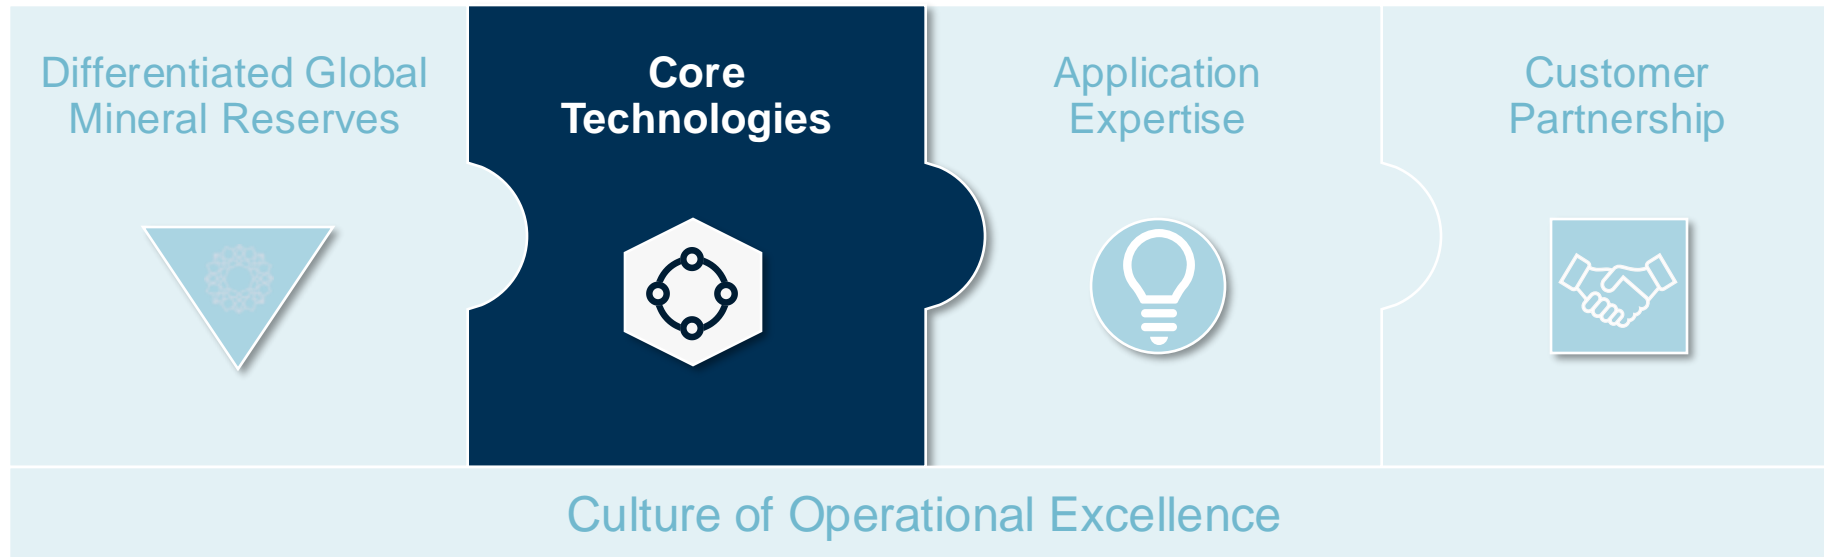 Differentiated Global
Mineral Reserves
Core
Technologies
Application
Expertise
Customer
Partnership
Culture of Operational Excellence